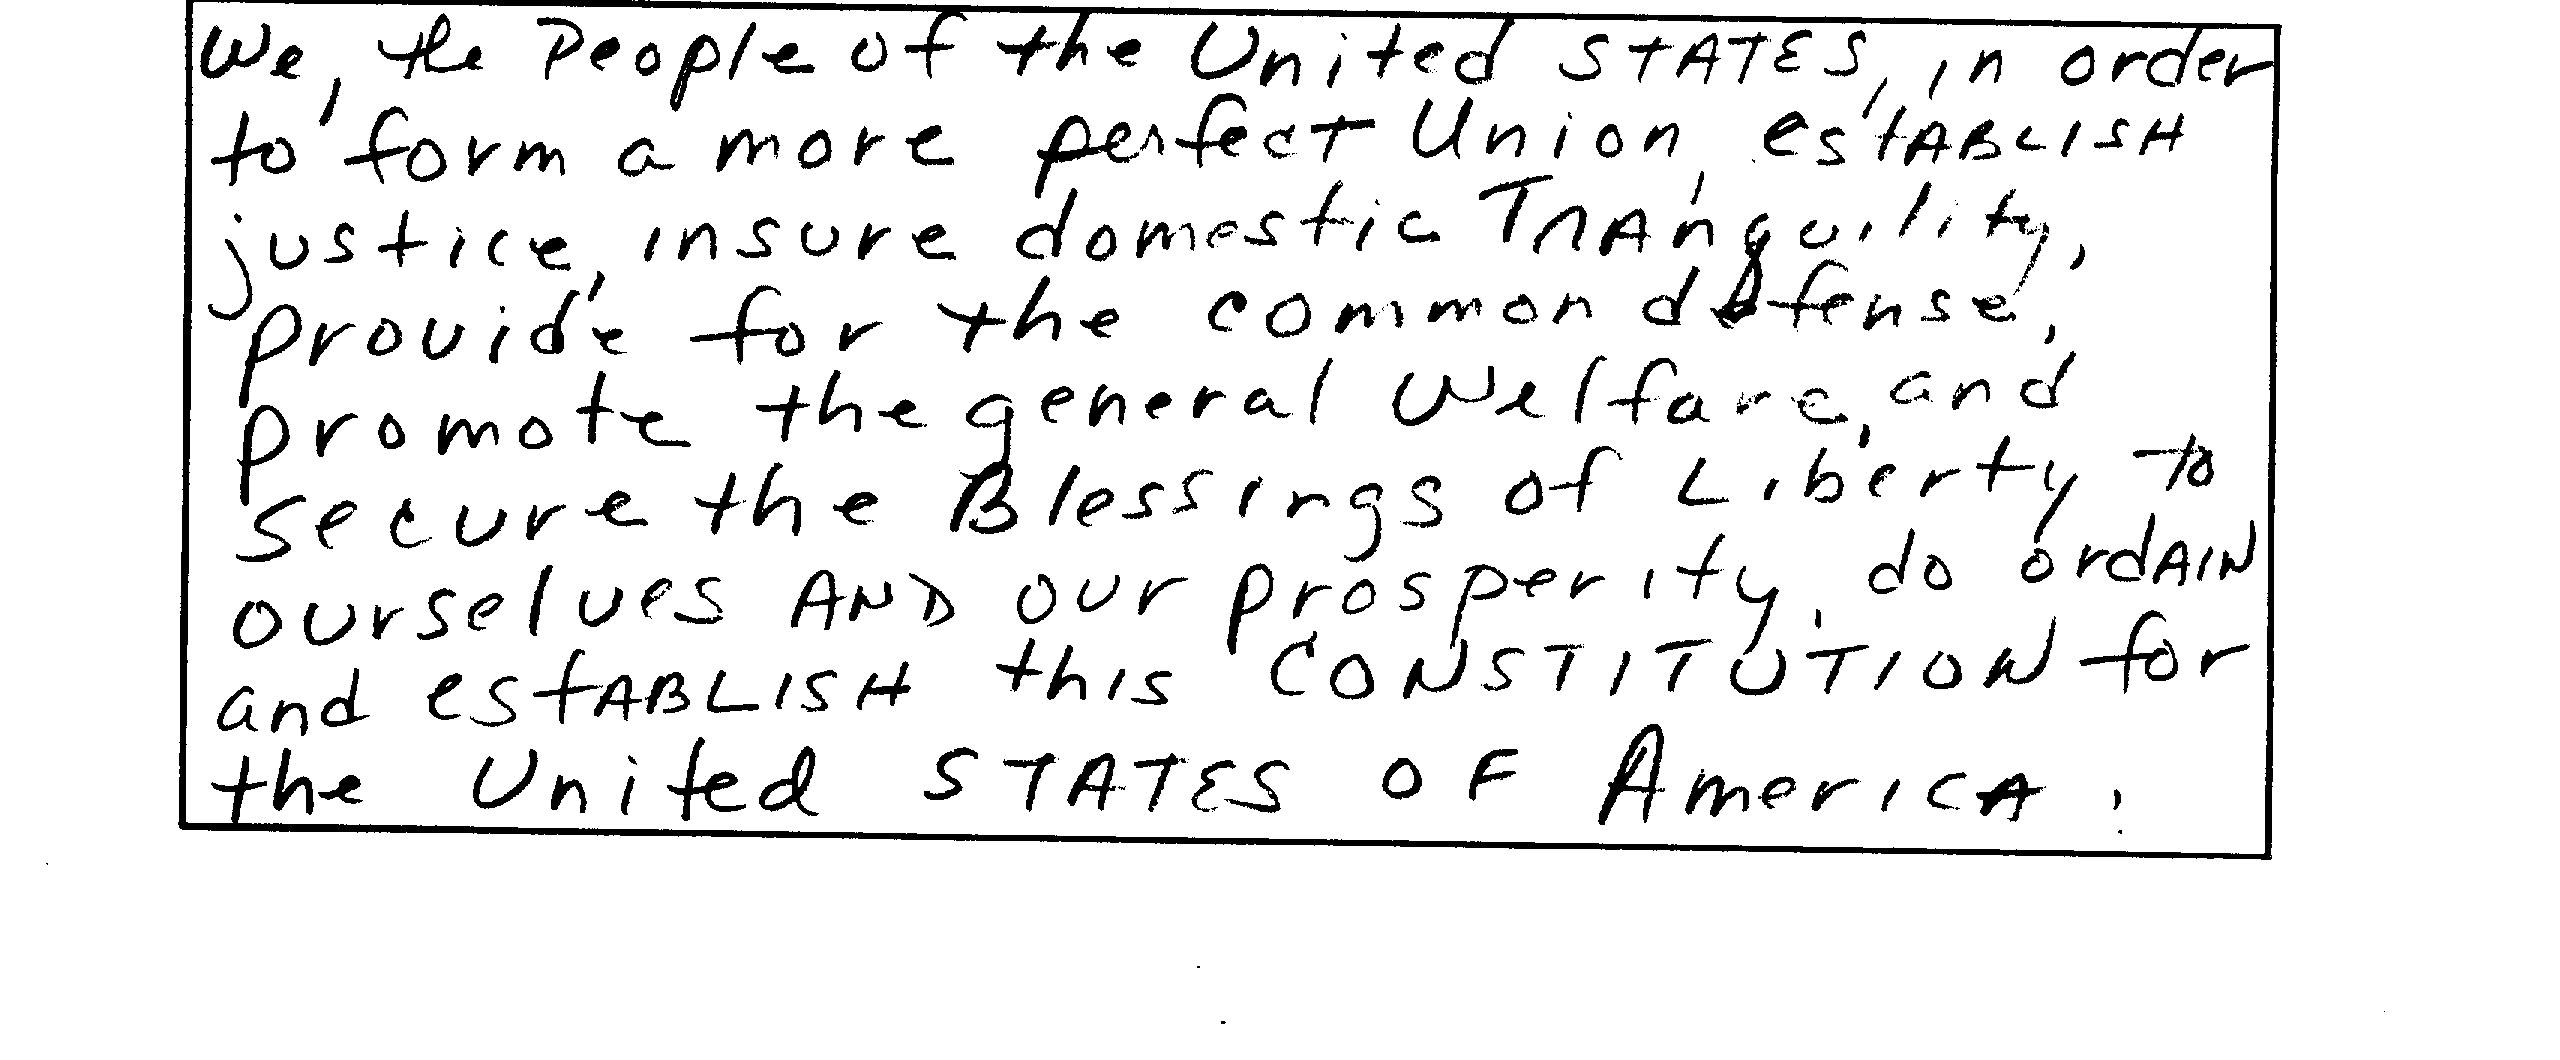 We, the People of the United STATES, in order
to form a more perfect Union, estABLISH
justice, insure domestic TRANquility,
provide for the common defense,
promote the general welfare, and
secure the Blessings of Liberty to
ourselves AND our prosperity, do ordAIN
and estABLISH this CONSTITUTION for
the United STATES OF AmericA.